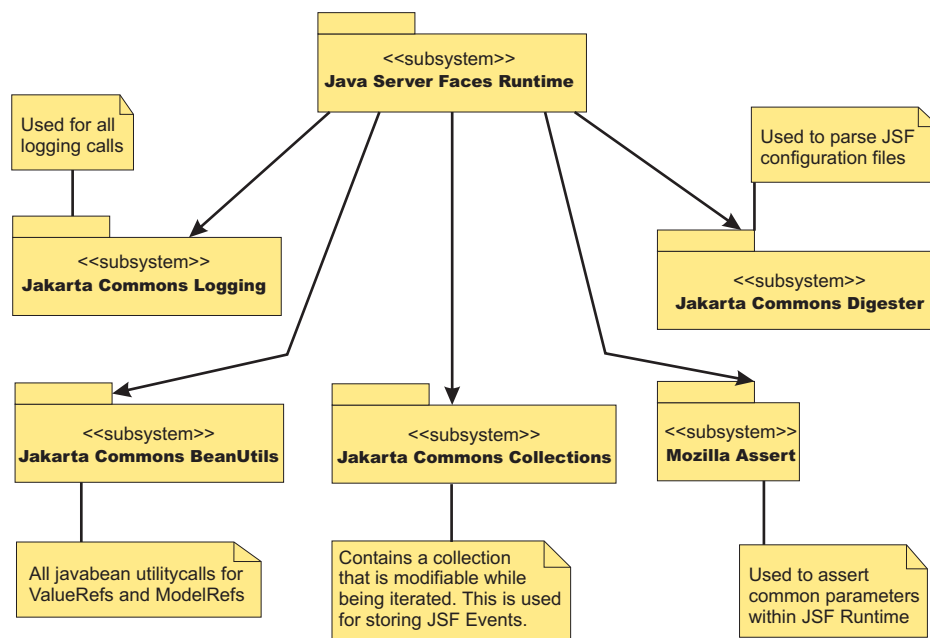 <<subsystem>>
Java Server Faces Runtime
Used for all
logging calls
Used to parse JSF
configuration files
<<subsystem>>
Jakarta Commons Logging
<<subsystem>>
Jakarta Commons Digester
<<subsystem>>
Jakarta Commons BeanUtils
<<subsystem>>
Jakarta Commons Collections
<<subsystem>>
Mozilla Assert
All javabean utilitycalls for
ValueRefs and ModelRefs
Contains a collection
that is modifiable while
being iterated. This is used
for storing JSF Events.
Used to assert
common parameters
within JSF Runtime